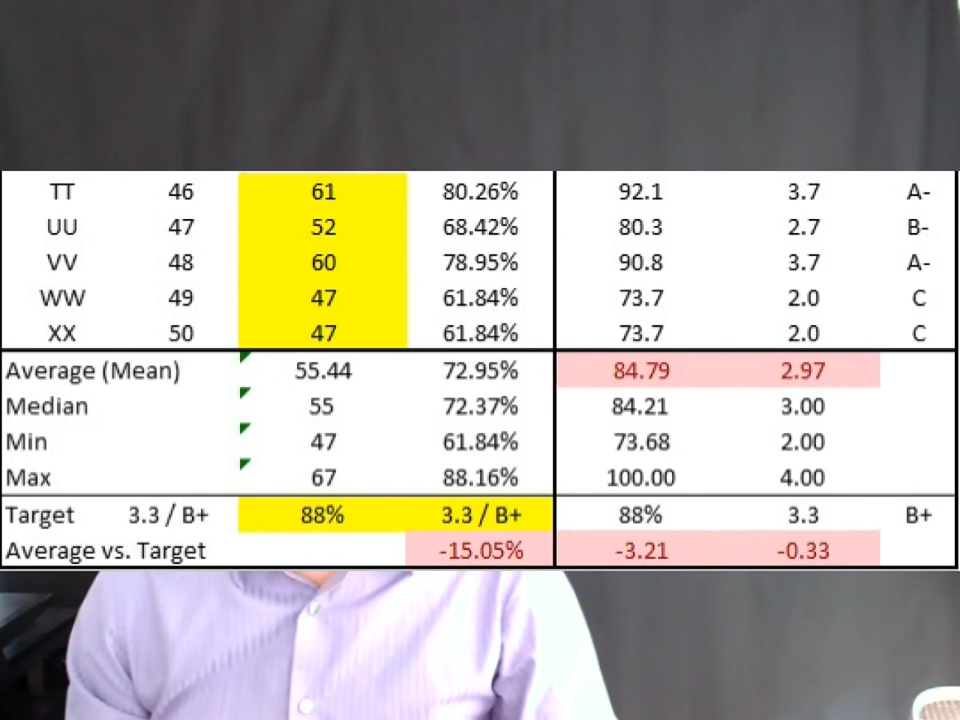 TT 46 61 80.26% 92.1 3.7 A-
UU 47 52 68.42% 80.3 2.7 B-
VV 48 60 78.95% 90.8 3.7 A-
WW 49 47 61.84% 73.7 2.0 C
XX 50 47 61.84% 73.7 2.0 C
Average (Mean) 55.44 72.95% 84.79 2.97
Median 55 72.37% 84.21 3.00
Min 47 61.84% 73.68 2.00
Max 67 88.16% 100.00 4.00
Target 3.3 / B+ 88% 3.3 / B+ 88% 3.3 B+
Average vs. Target -15.05% -3.21 -0.33